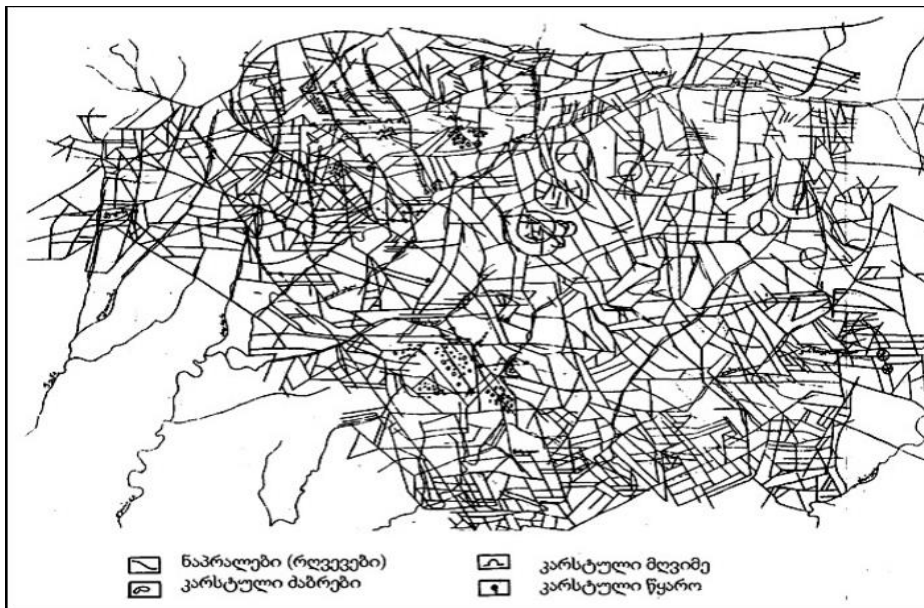 ნაპრალები (რღვევები)
კარსტული ძაბრები
კარსტული მღვიმე
კარსტული წყარო